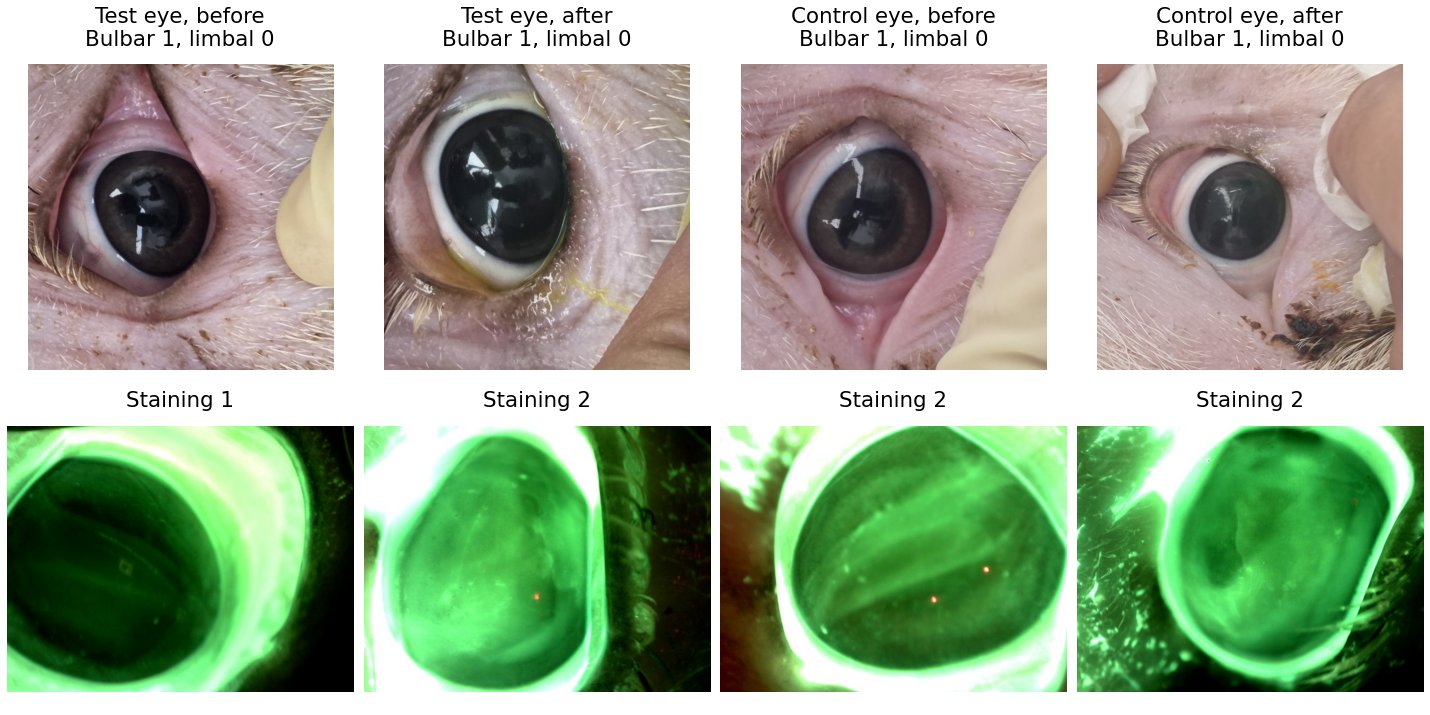 Test eye, before
Bulbar 1, limbal 0
Test eye, after
Bulbar 1, limbal 0
Control eye, before
Bulbar 1, limbal 0
Control eye, after
Bulbar 1, limbal 0
Staining 1
Staining 2
Staining 2
Staining 2